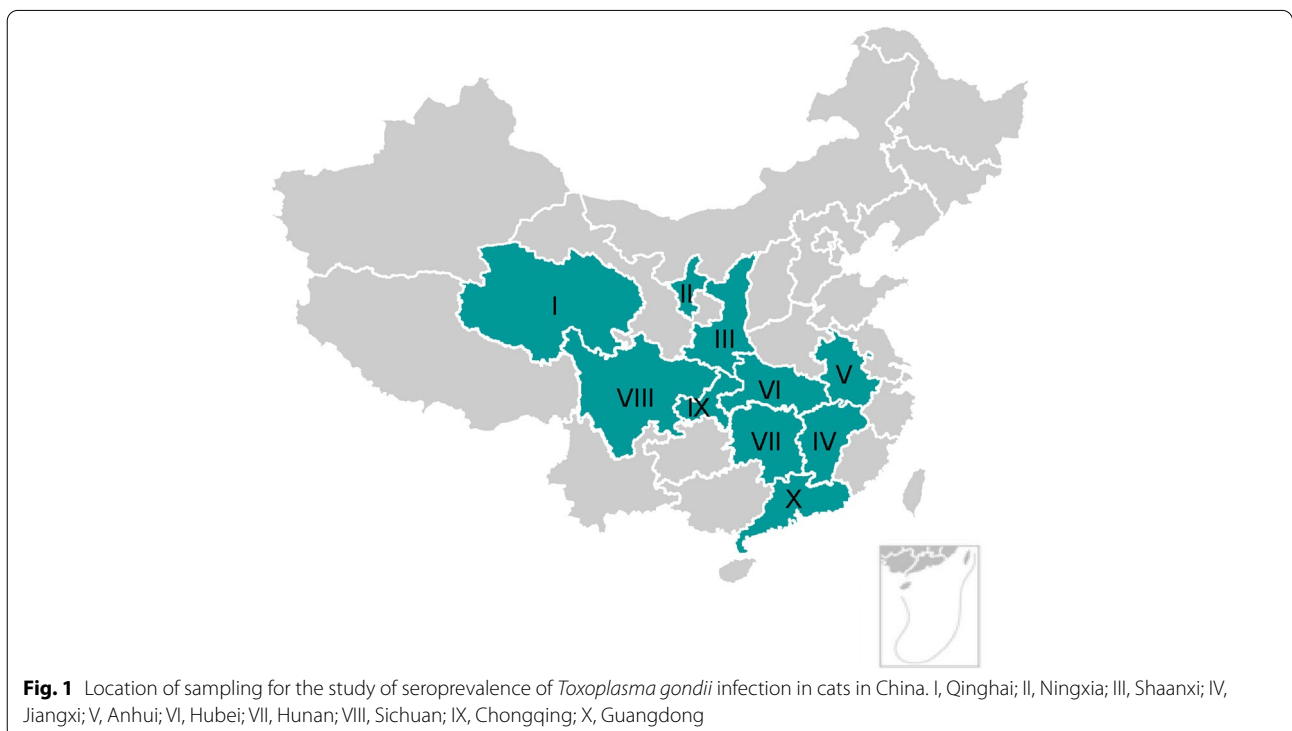 I
II
III
V
VI
VIII
IX
VII
IV
X
Fig. 1 Location of sampling for the study of seroprevalence of Toxoplasma gondii infection in cats in China. I, Qinghai; II, Ningxia; III, Shaanxi; IV,
Jiangxi; V, Anhui; VI, Hubei; VII, Hunan; VIII, Sichuan; IX, Chongqing; X, Guangdong